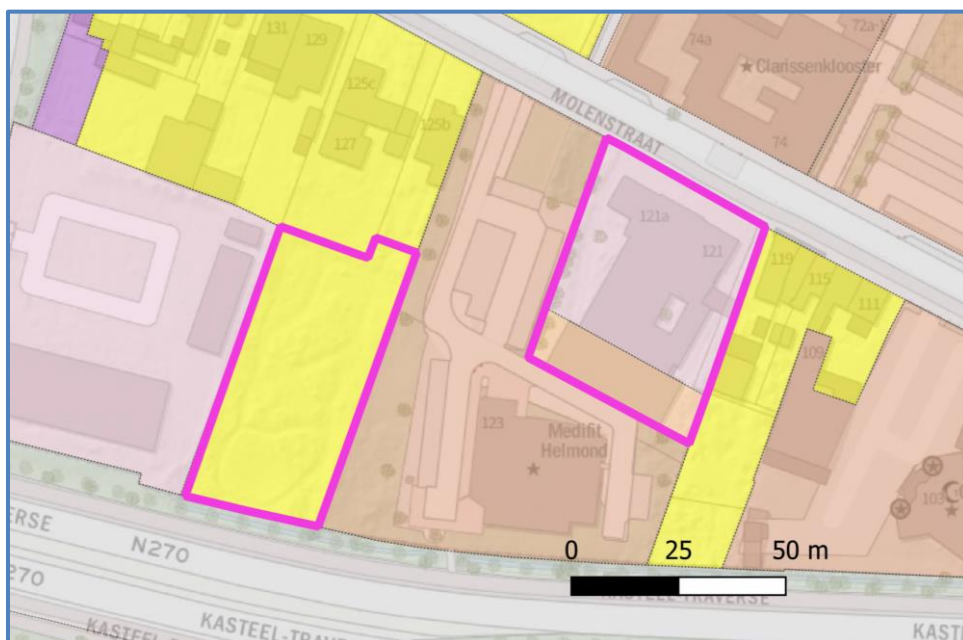 131
129
74a
72a-
Clarissenklooster
125c
MOLENSTRAAT
127
125b
74
121a
121
119
115
111
109
123
Medifit
Helmond
103
N270
0 25 50 m
270
KASTEEL-TRAVERSE
KASTEEL-TRAVERSE
KAST